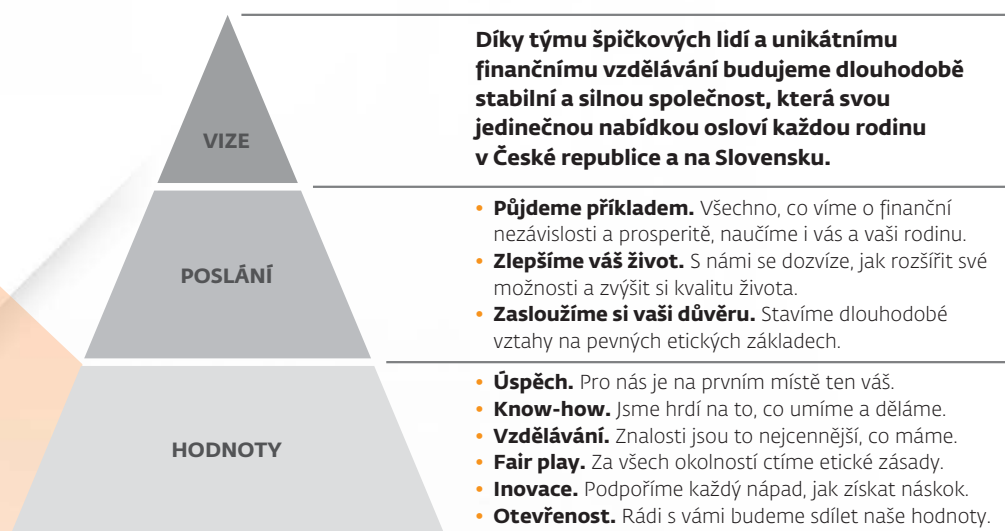 Díky týmu špičkových lidí a unikátnímu
finančnímu vzdělávání budujeme dlouhodobě
stabilní a silnou společnost, která svou
jedinečnou nabídkou osloví každou rodinu
v České republice a na Slovensku.
VIZE
• Půjdeme příkladem. Všechno, co víme o finanční
nezávislosti a prosperitě, naučíme i vás a vaši rodinu.
• Zlepšíme váš život. S námi se dozvíze, jak rozšířit své
možnosti a zvýšit si kvalitu života.
• Zasloužíme si vaši důvěru. Stavíme dlouhodobé
vztahy na pevných etických základech.
POSLÁNÍ
• Úspěch. Pro nás je na prvním místě ten váš.
• Know-how. Jsme hrdí na to, co umíme a děláme.
• Vzdělávání. Znalosti jsou to nejcennější, co máme.
• Fair play. Za všech okolností ctíme etické zásady.
• Inovace. Podpoříme každý nápad, jak získat náskok.
• Otevřenost. Rádi s vámi budeme sdílet naše hodnoty.
HODNOTY